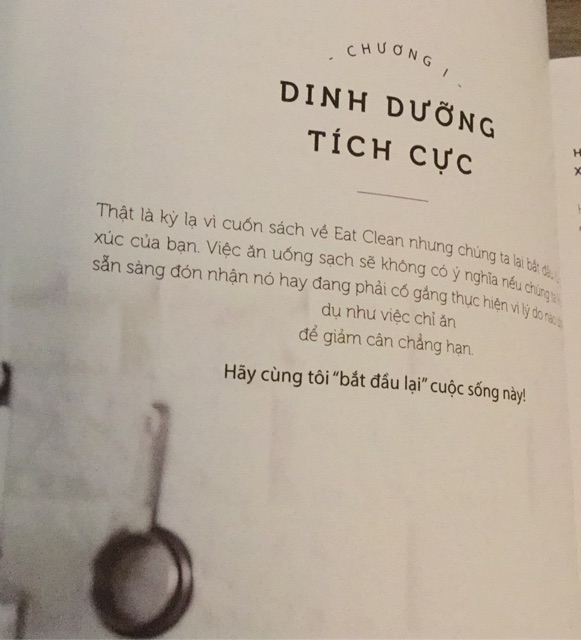 CHƯƠNG I
DINH DƯỠNG
TÍCH CỰC
Thật là kỳ lạ vì cuốn sách về Eat Clean nhưng chúng ta lại bắt đầu
xúc của bạn. Việc ăn uống sạch sẽ không có ý nghĩa nếu chúng ta
sẵn sàng đón nhận nó hay đang phải cố gắng thực hiện vì lý do nào
dụ như việc chỉ ăn
để giảm cân chẳng hạn.
Hãy cùng tôi "bắt đầu lại" cuộc sống này!